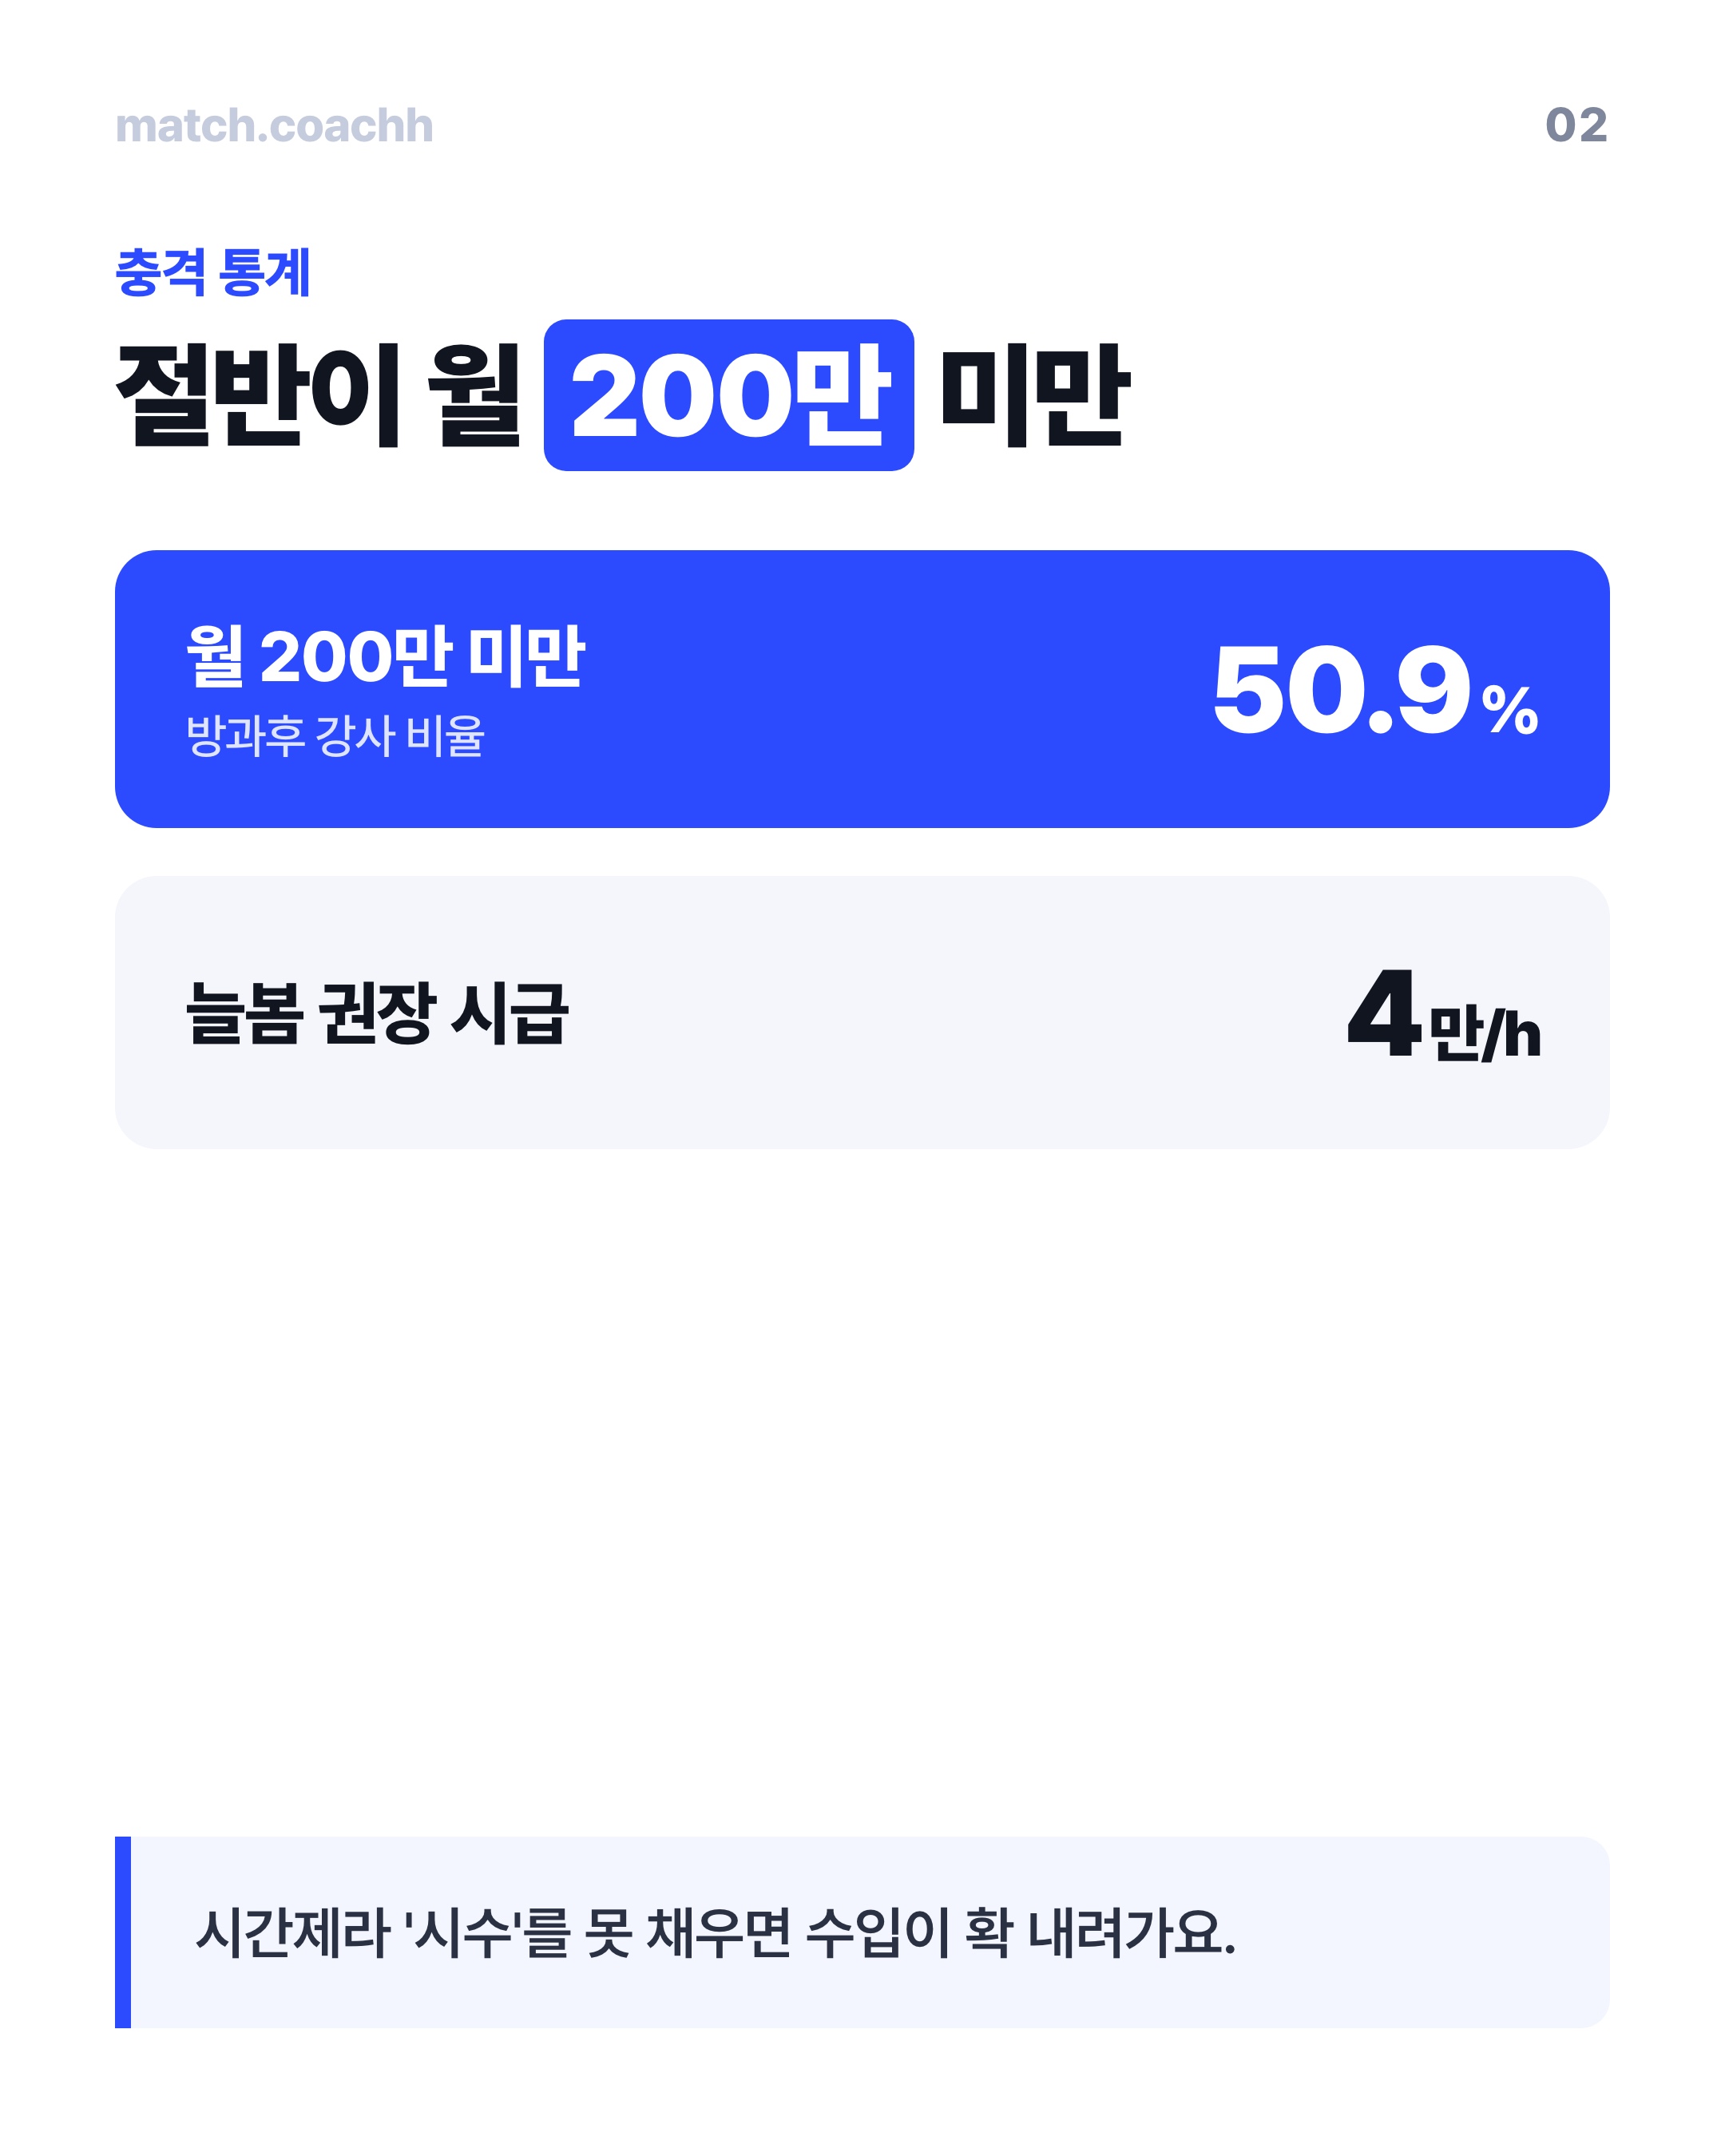 match.coachh
02
충격 통계
절반이 월 200만 미만
월 200만 미만
방과후 강사 비율
50.9%
늘봄 권장 시급
4만/h
시간제라 '시수'를 못 채우면 수입이 확 내려가요.